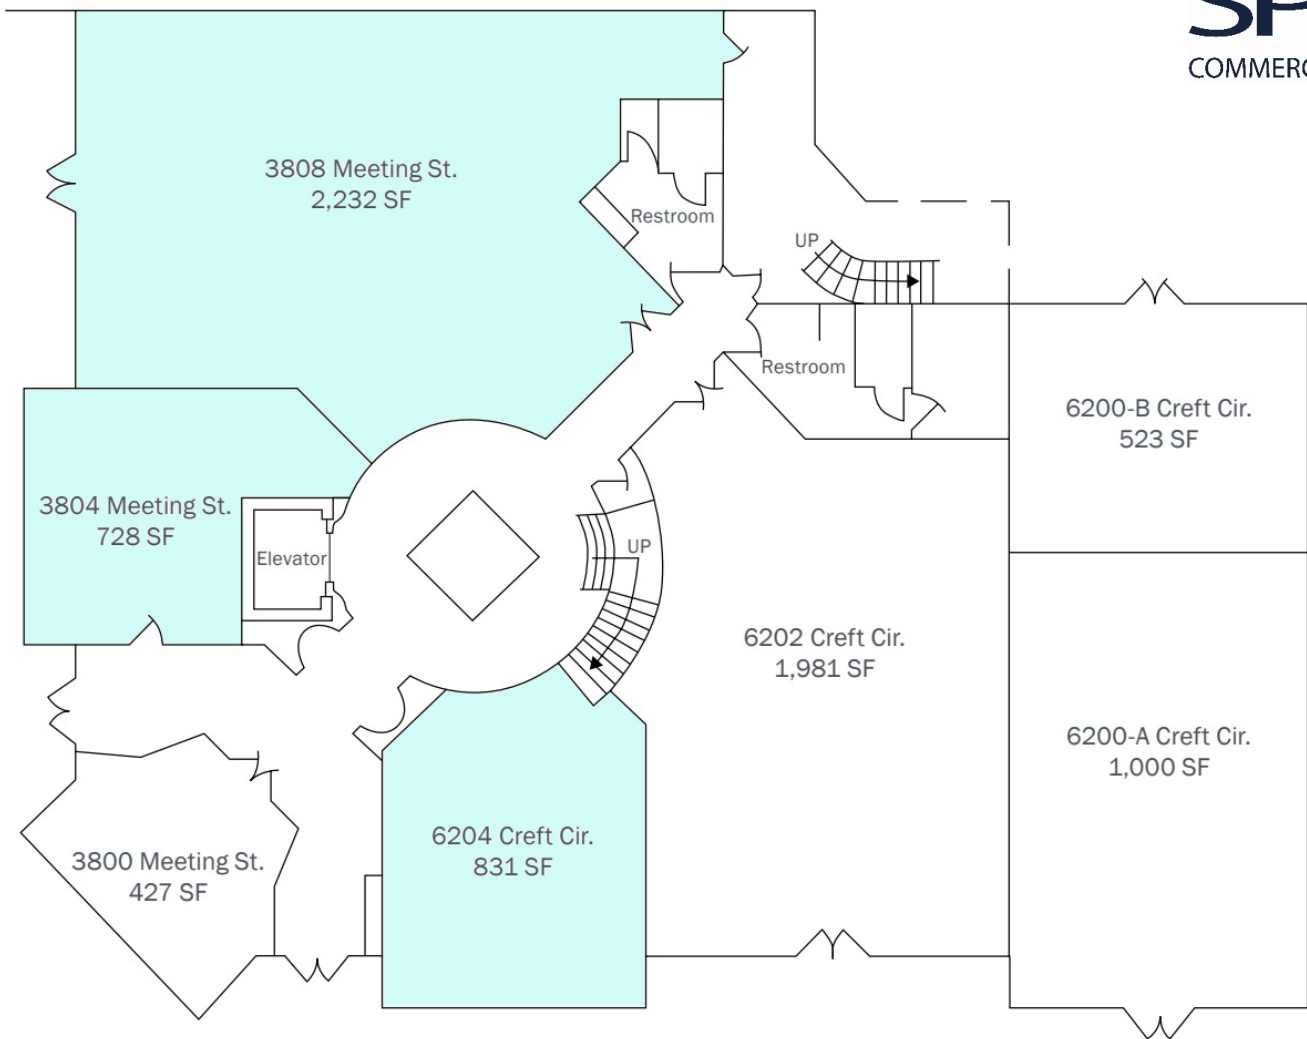 3808 Meeting St.
2,232 SF
Restroom
UP
Restroom
6200-B Creft Cir.
523 SF
3804 Meeting St.
728 SF
Elevator
UP
6202 Creft Cir.
1,981 SF
6200-A Creft Cir.
1,000 SF
6204 Creft Cir.
831 SF
3800 Meeting St.
427 SF